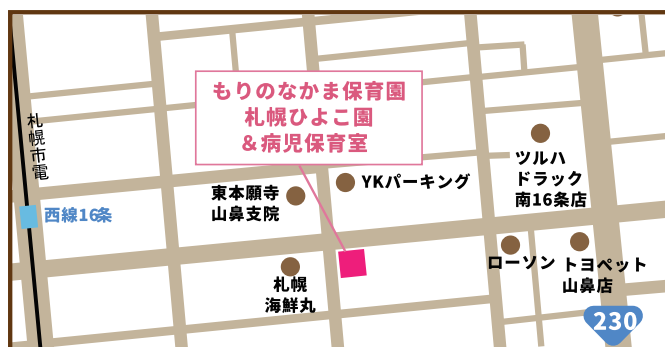 もりのなかま保育園
札幌ひよこ園
&病児保育室
札幌市電
西線16条
東本願寺
山鼻支院
YKパーキング
ツルハ
ドラック
南16条店
札幌
海鮮丸
ローソン
トヨペット
山鼻店
230